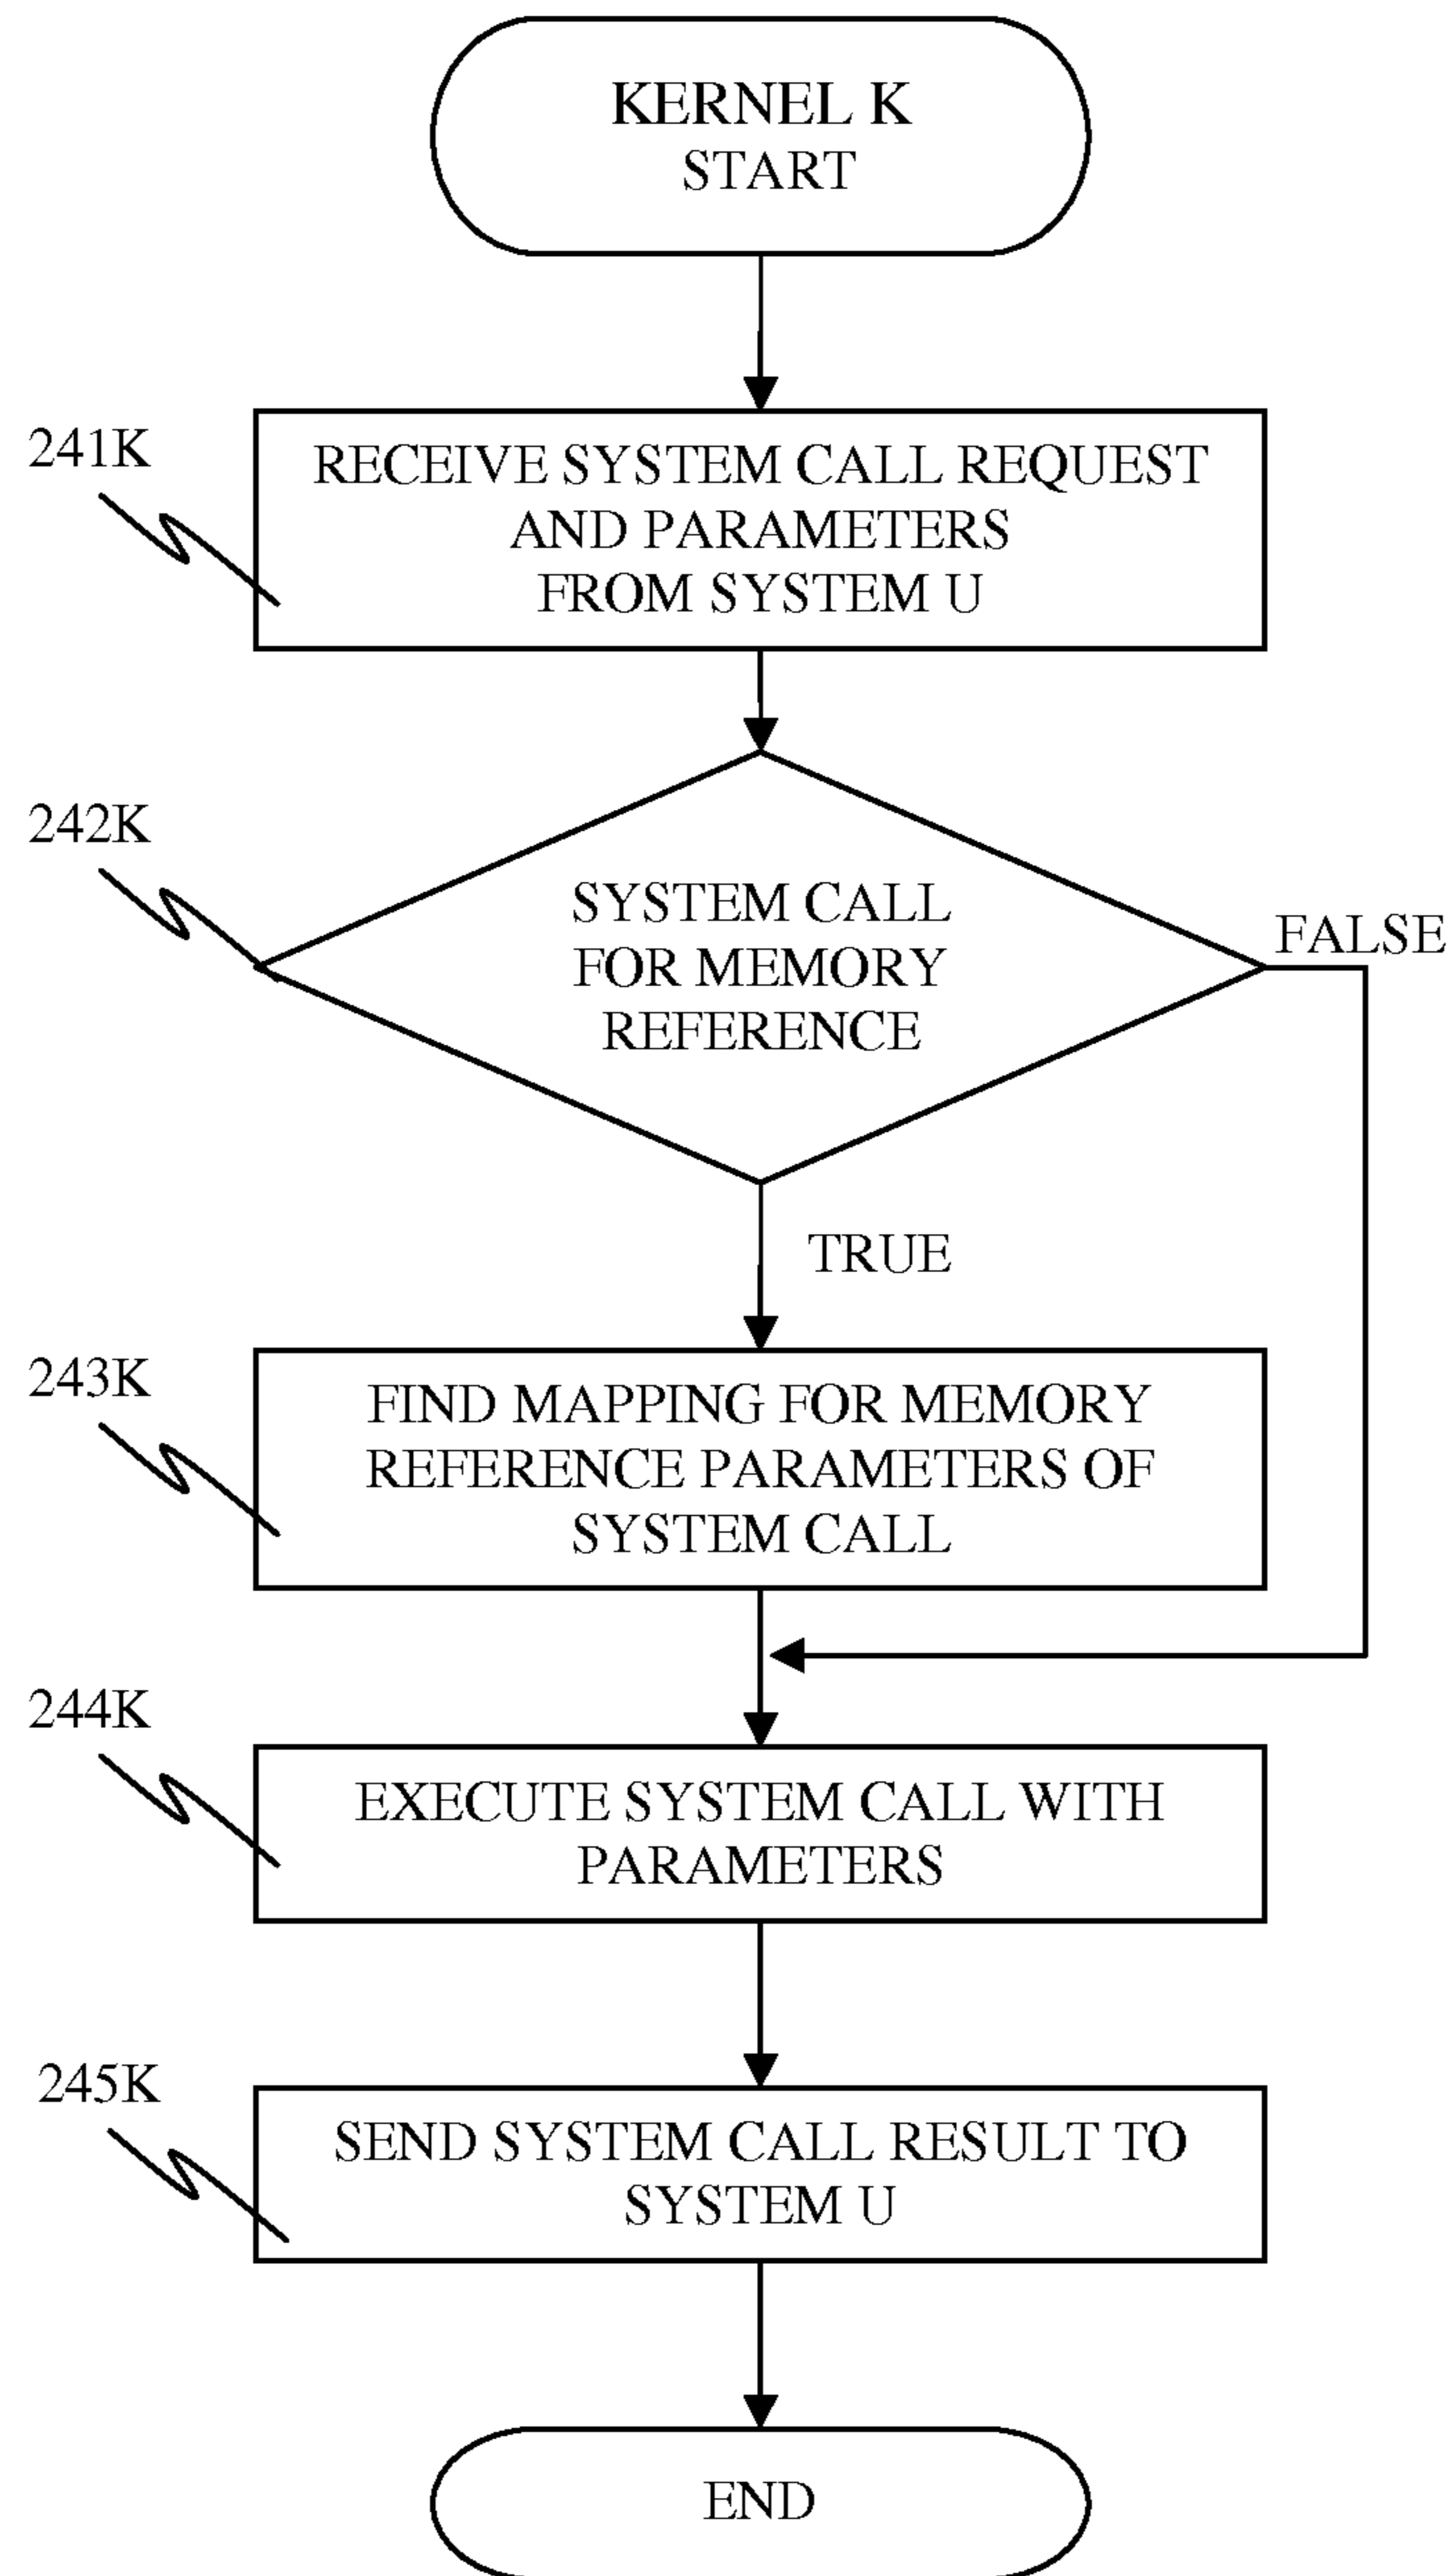 KERNEL K
START
241K
RECEIVE SYSTEM CALL REQUEST
AND PARAMETERS
FROM SYSTEM U
242K
SYSTEM CALL
FOR MEMORY
REFERENCE
FALSE
TRUE
243K
FIND MAPPING FOR MEMORY
REFERENCE PARAMETERS OF
SYSTEM CALL
244K
EXECUTE SYSTEM CALL WITH
PARAMETERS
245K
SEND SYSTEM CALL RESULT TO
SYSTEM U
END